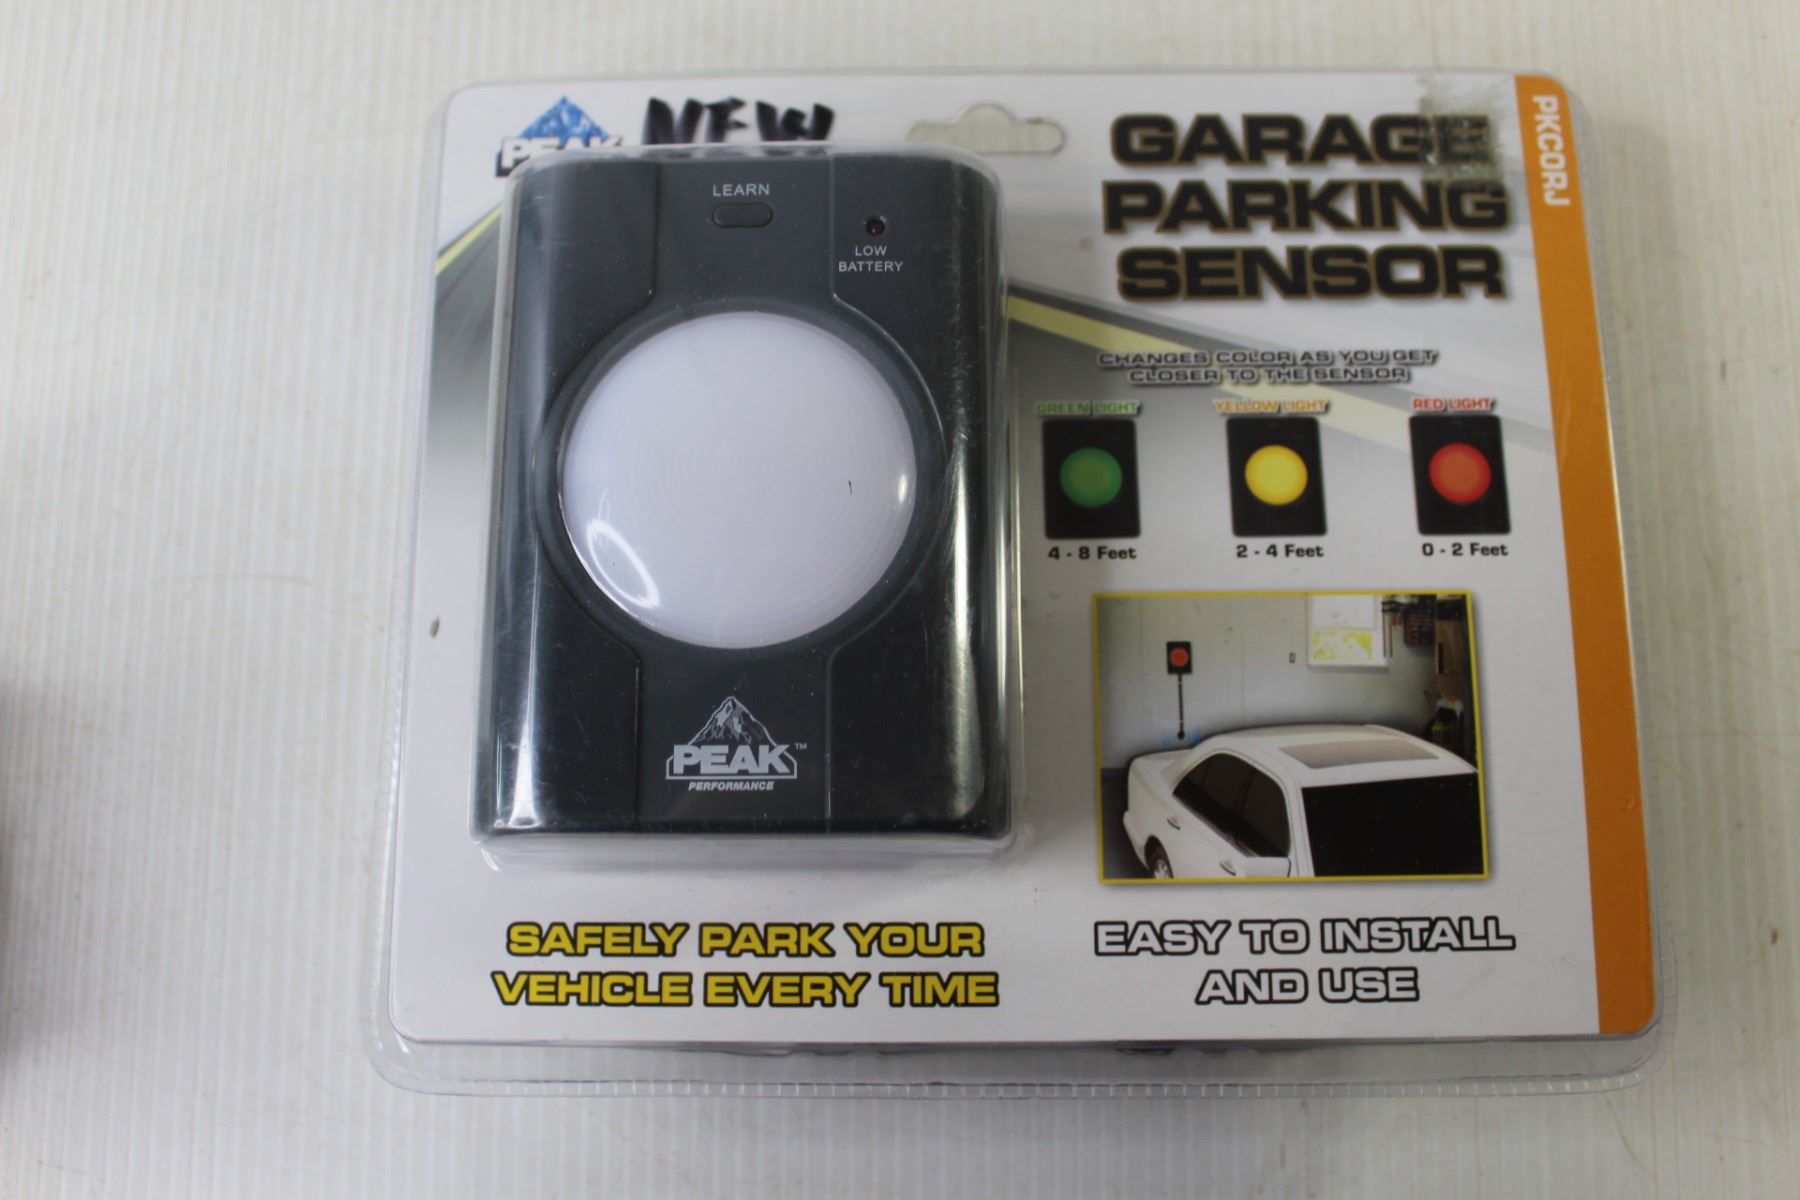 PEAK NEW
GARAGE
PARKING
SENSOR
PKC0RJ
LEARN
LOW
BATTERY
PEAK™
PERFORMANCE
CHANGES COLOR AS YOU GET
CLOSER TO THE SENSOR
GREEN LIGHT YELLOW LIGHT RED LIGHT
4 - 8 Feet 2 - 4 Feet 0 - 2 Feet
SAFELY PARK YOUR
VEHICLE EVERY TIME
EASY TO INSTALL
AND USE